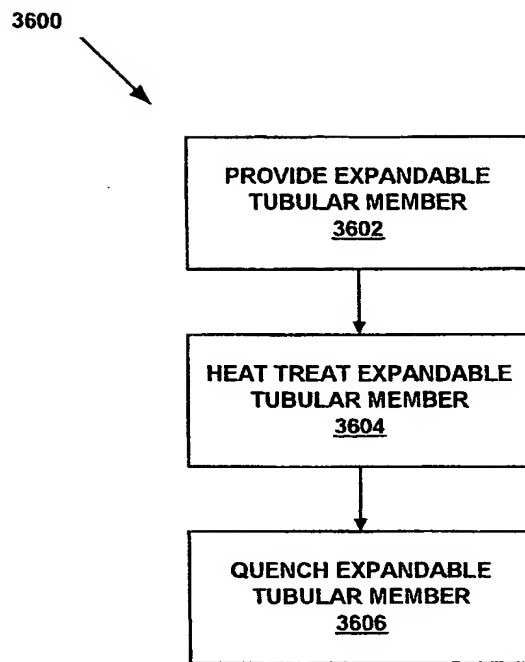 3600
PROVIDE EXPANDABLE
TUBULAR MEMBER
3602
HEAT TREAT EXPANDABLE
TUBULAR MEMBER
3604
QUENCH EXPANDABLE
TUBULAR MEMBER
3606